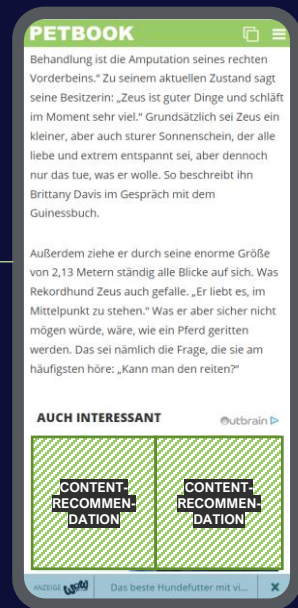 PETBOOK
Behandlung ist die Amputation seines rechten
Vorderbeins.“ Zu seinem aktuellen Zustand sagt
seine Besitzerin: „Zeus ist guter Dinge und schläft
im Moment sehr viel.“ Grundsätzlich sei Zeus ein
kleiner, aber auch sturer Sonnenschein, der alle
liebe und extrem entspannt sei, aber dennoch
nur das tue, was er wolle. So beschreibt ihn
Brittany Davis im Gespräch mit dem
Guinessbuch.
Außerdem ziehe er durch seine enorme Größe
von 2,13 Metern ständig alle Blicke auf sich. Was
Rekordhund Zeus auch gefalle. „Er liebt es, im
Mittelpunkt zu stehen.“ Was er aber sicher nicht
mögen würde, wäre, wie ein Pferd geritten
werden. Das sei nämlich die Frage, die sie am
häufigsten höre: „Kann man den reiten?“
AUCH INTERESSANT Outbrain
CONTENT- CONTENT-
RECOMMEN- RECOMMEN-
DATION DATION
ANZEIGE wow Das beste Hundefutter mit vi... X